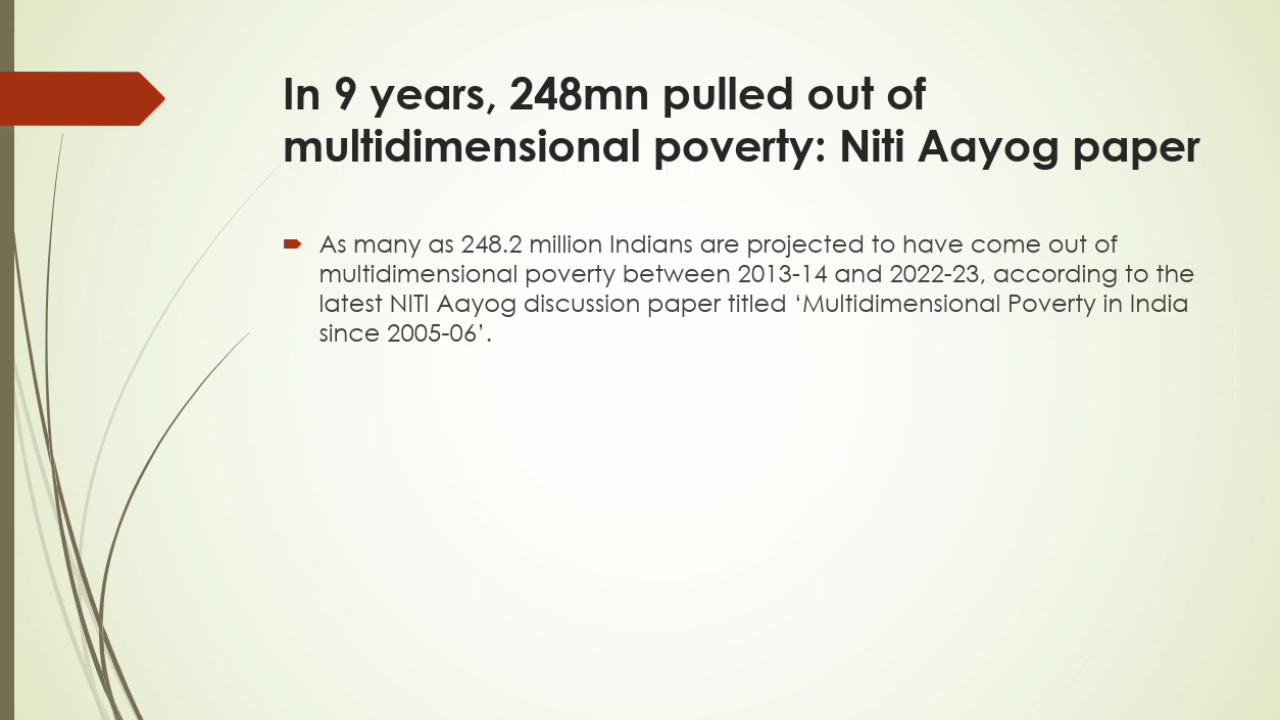 In 9 years, 248mn pulled out of
multidimensional poverty: Niti Aayog paper
As many as 248.2 million Indians are projected to have come out of
multidimensional poverty between 2013-14 and 2022-23, according to the
latest NITI Aayog discussion paper titled ‘Multidimensional Poverty in India
since 2005-06’.